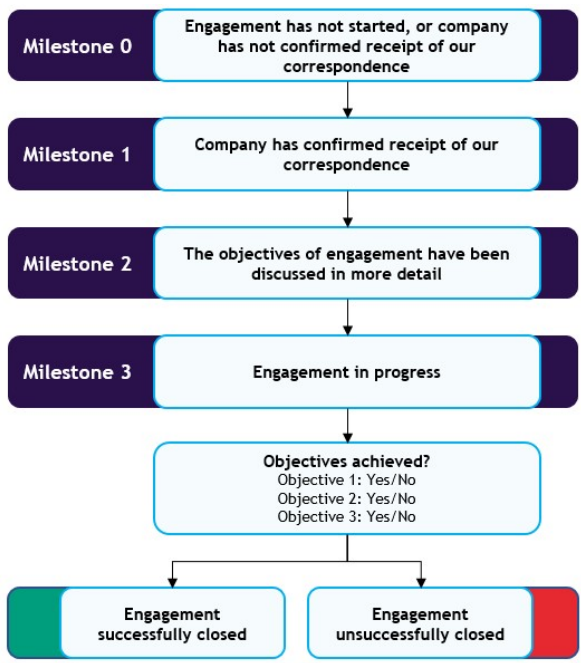 Milestone 0
Engagement has not started, or company
has not confirmed receipt of our
correspondence
Milestone 1
Company has confirmed receipt of our
correspondence
Milestone 2
The objectives of engagement have been
discussed in more detail
Milestone 3
Engagement in progress
Objectives achieved?
Objective 1: Yes/No
Objective 2: Yes/No
Objective 3: Yes/No
Engagement
successfully closed
Engagement
unsuccessfully closed